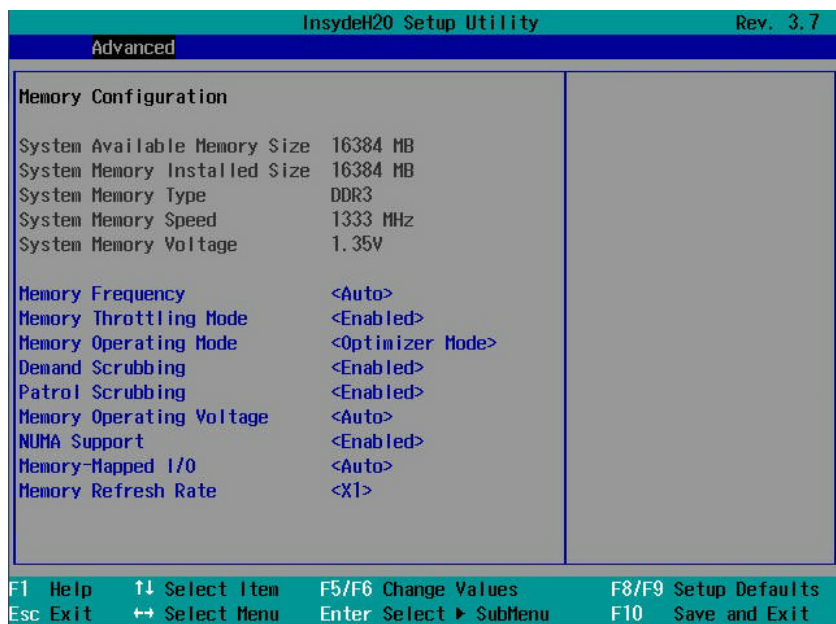 InsydeH20 Setup Utility Rev. 3.7
Advanced
Memory Configuration
System Available Memory Size 16384 MB
System Memory Installed Size 16384 MB
System Memory Type DDR3
System Memory Speed 1333 MHz
System Memory Voltage 1.35V
Memory Frequency <Auto>
Memory Throttling Mode <Enabled>
Memory Operating Mode <Optimizer Mode>
Demand Scrubbing <Enabled>
Patrol Scrubbing <Enabled>
Memory Operating Voltage <Auto>
NUMA Support <Enabled>
Memory-Mapped I/O <Auto>
Memory Refresh Rate <X1>
F1 Help ↑↓ Select Item F5/F6 Change Values F8/F9 Setup Defaults
Esc Exit ↔ Select Menu Enter Select ▶ SubMenu F10 Save and Exit